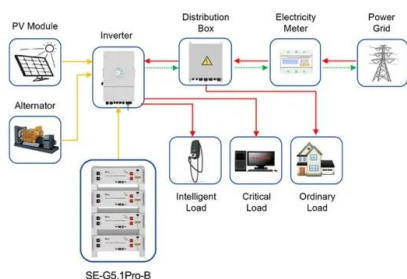 PV Module
Inverter
Distribution
Box
Electricity
Meter
Power
Grid
Alternator
Intelligent
Load
Critical
Load
Ordinary
Load
SE-G5.1Pro-B